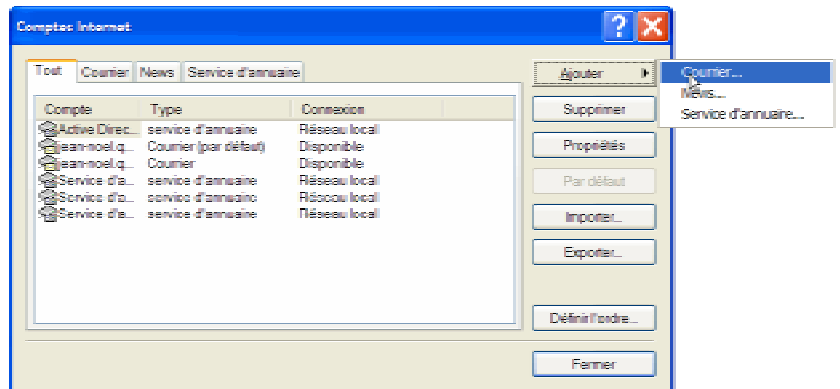 Comptes Internet
Tout Courrier News Service d'annuaire
Ajouter
Courrier...
News...
Service d'annuaire...
Compte Type Connexion
Active Direc... service d'annuaire Réseau local
jean-noel.q... Courrier (par défaut) Disponible
jean-noel.q... Courrier Disponible
Service d'a... service d'annuaire Réseau local
Service d'a... service d'annuaire Réseau local
Service d'a... service d'annuaire Réseau local
Supprimer
Propriétés
Par défaut
Importer...
Exporter...
Définir l'ordre...
Fermer